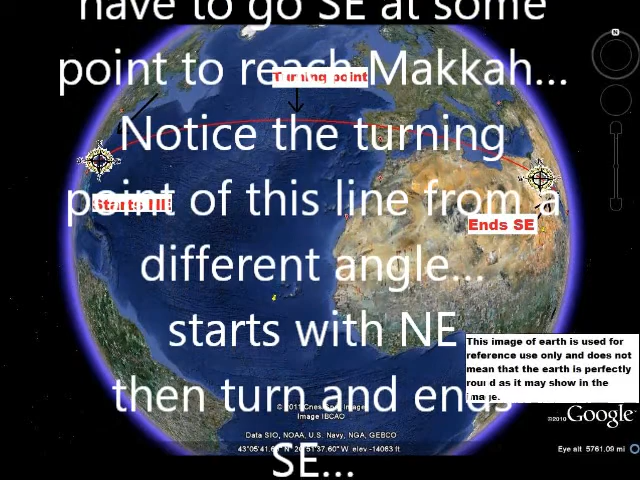 have to go SE at some
point to reach Makkah...
Turning point
Notice the turning
point of this line from a
Starts NE
Ends SE
different angle...
starts with NE
This image of earth is used for
reference use only and does not
mean that the earth is perfectly
round as it may show in the
image.
then turn and ends
SE...
Image IBCAO
©2010 Google
Data SIO, NOAA, U.S. Navy, NGA, GEBCO
Eye alt 5761.09 mi
N